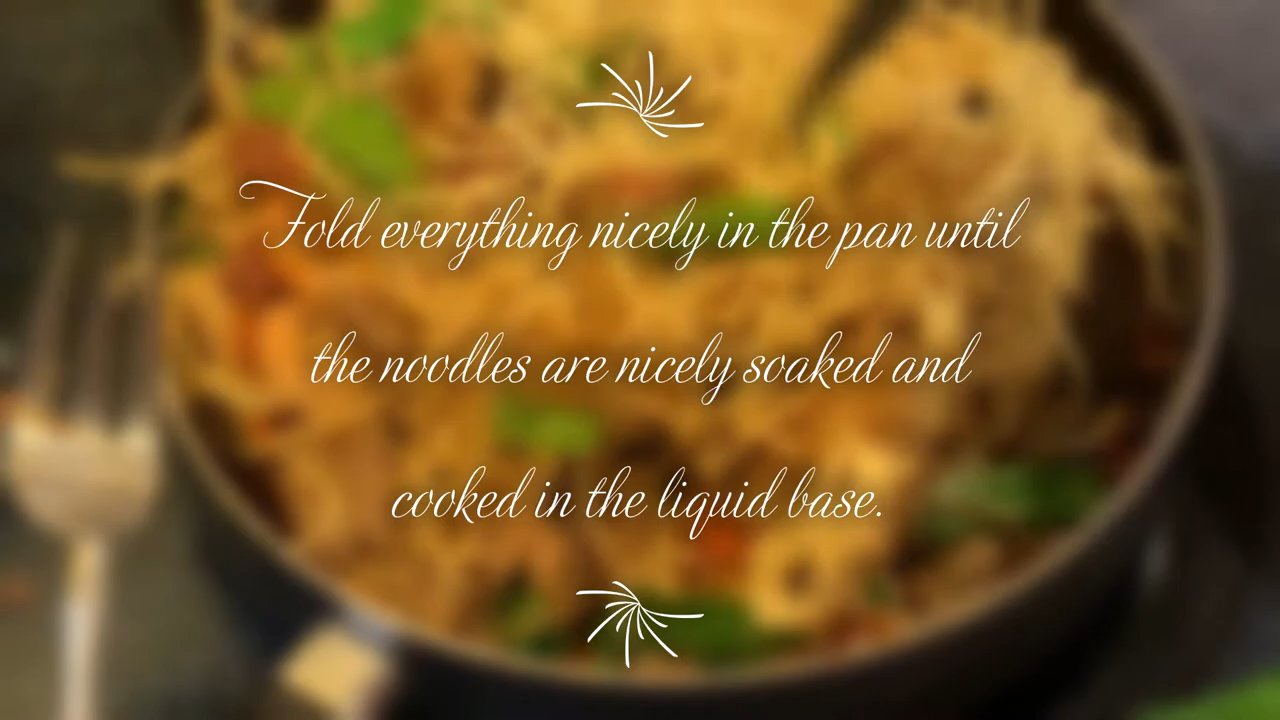 Fold everything nicely in the pan until
the noodles are nicely soaked and
cooked in the liquid base.